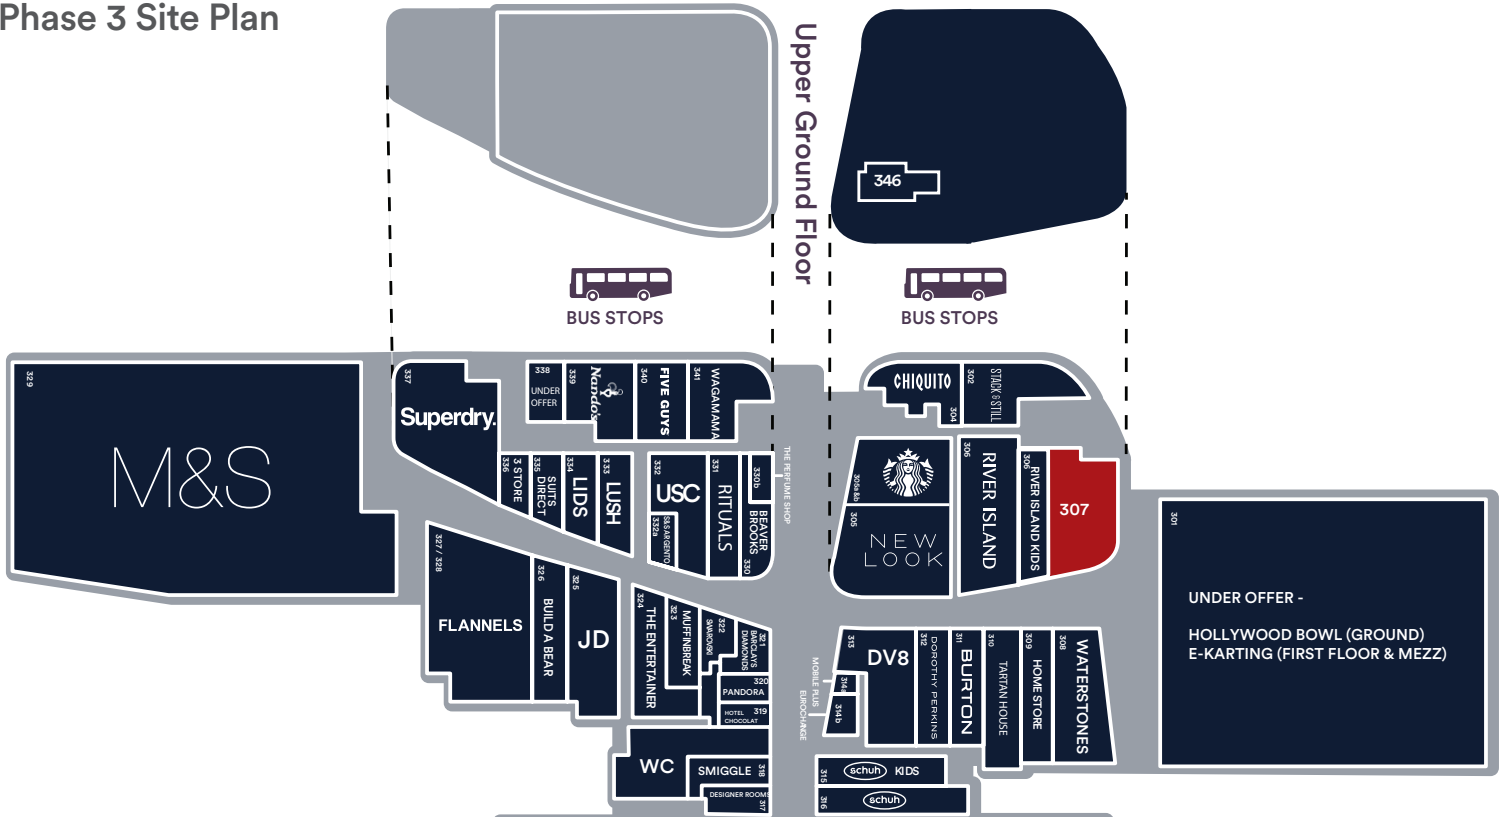 Phase 3 Site Plan
Upper Ground Floor
346
BUS STOPS
BUS STOPS
329
M&S
337
Superdry.
338
UNDER
OFFER
339
Nando's
340
FIVE GUYS
341
WAGAMAMA
CHIQUITO
302
STACK & STILL
304
336
3 STORE
335
SUITS
DIRECT
334
LIDS
333
LUSH
332
USC
332a
S&S ARGENTO
331
RITUALS
330b
THE PERFUME SHOP
BEAVER
BROOKS
330
305a&b
305
NEW
LOOK
306
RIVER ISLAND
306
RIVER ISLAND KIDS
307
301
UNDER OFFER -
HOLLYWOOD BOWL (GROUND)
E-KARTING (FIRST FLOOR & MEZZ)
327 / 328
FLANNELS
326
BUILD A BEAR
325
JD
324
THE ENTERTAINER
323
MUFFINBREAK
322
SWAROVSKI
321
BARCLAYS
DIAMONDS
320
PANDORA
319
HOTEL
CHOCOLAT
WC
SMIGGLE
318
DESIGNER ROOMS
317
313
DV8
314a
MOBILE PLUS
314b
EUROCHANGE
312
DOROTHY PERKINS
311
BURTON
310
TARTAN HOUSE
309
HOME STORE
308
WATERSTONES
315
schuh KIDS
316
schuh